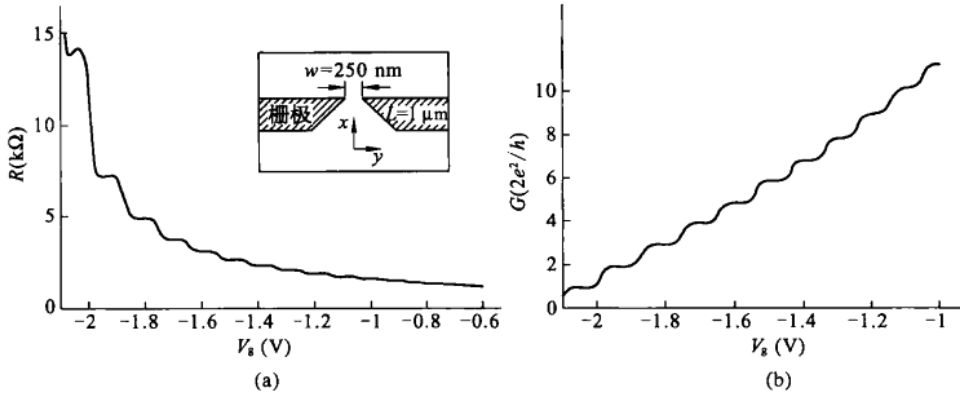 R(kΩ)
15
10
5
0
w=250 nm
栅极
l=1 μm
x
y
−2
−1.8
−1.6
−1.4
−1.2
−1
−0.8
−0.6
Vg (V)
(a)
G(2e²/h)
10
8
6
4
2
0
−2
−1.8
−1.6
−1.4
−1.2
−1
Vg (V)
(b)